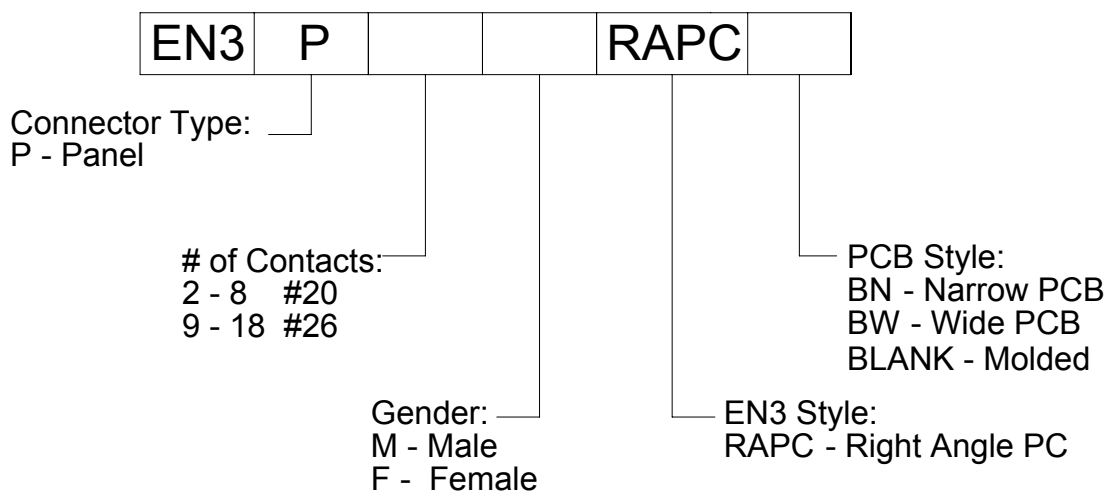 EN3 P RAPC
Connector Type:
P - Panel
# of Contacts:
2 - 8 #20
9 - 18 #26
Gender:
M - Male
F - Female
EN3 Style:
RAPC - Right Angle PC
PCB Style:
BN - Narrow PCB
BW - Wide PCB
BLANK - Molded